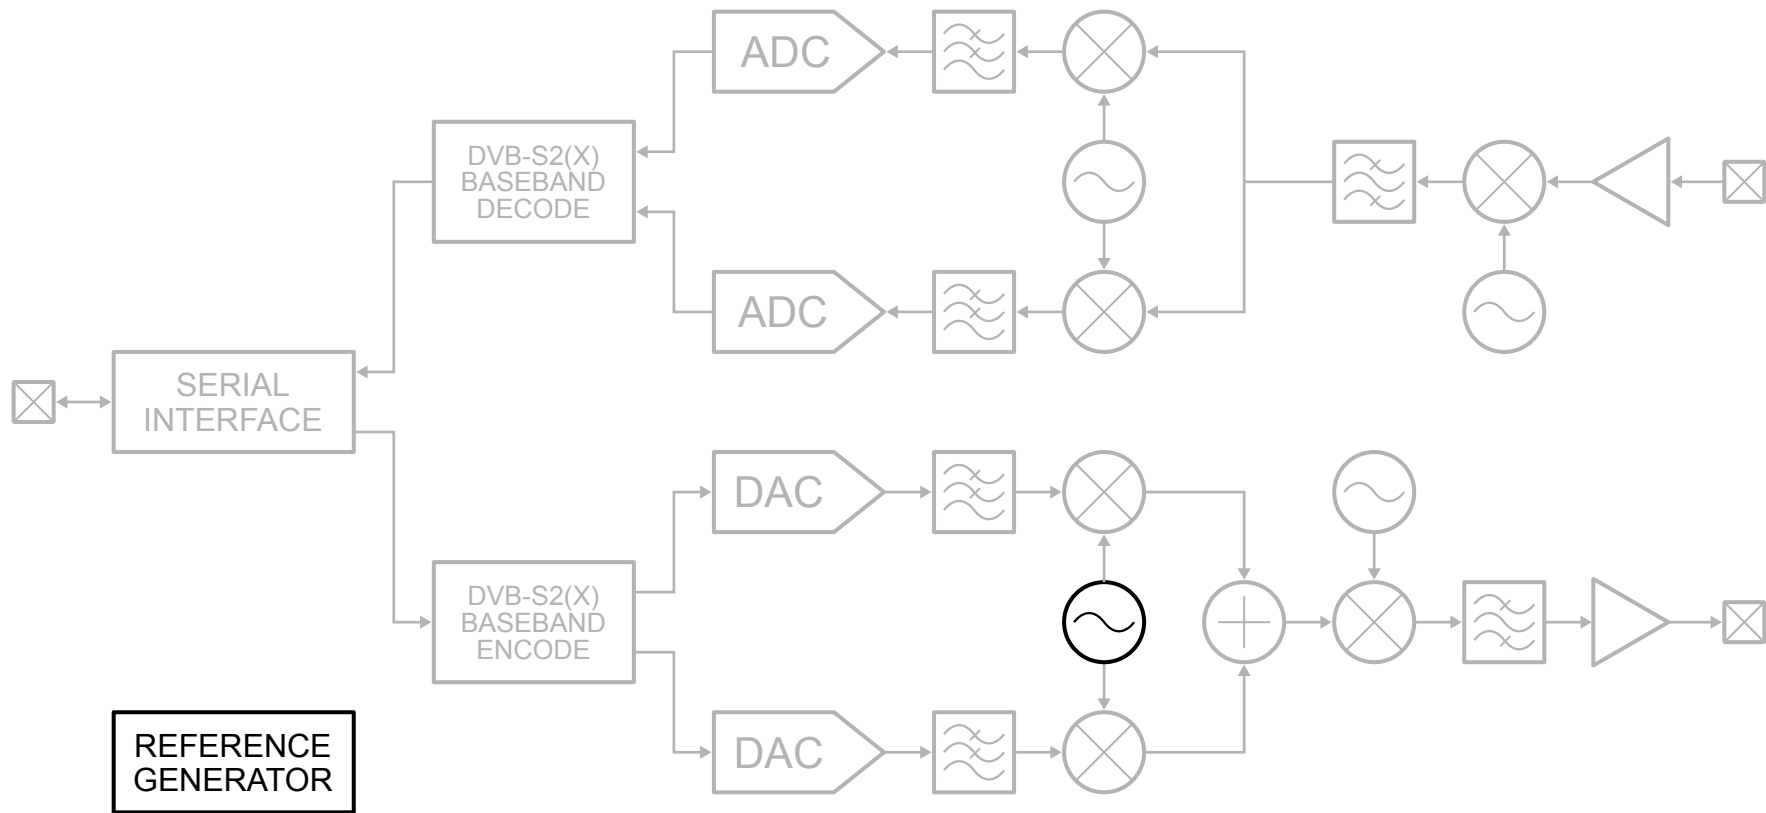 ADC
DVB-S2(X)
BASEBAND
DECODE
ADC
SERIAL
INTERFACE
DAC
DVB-S2(X)
BASEBAND
ENCODE
DAC
REFERENCE
GENERATOR